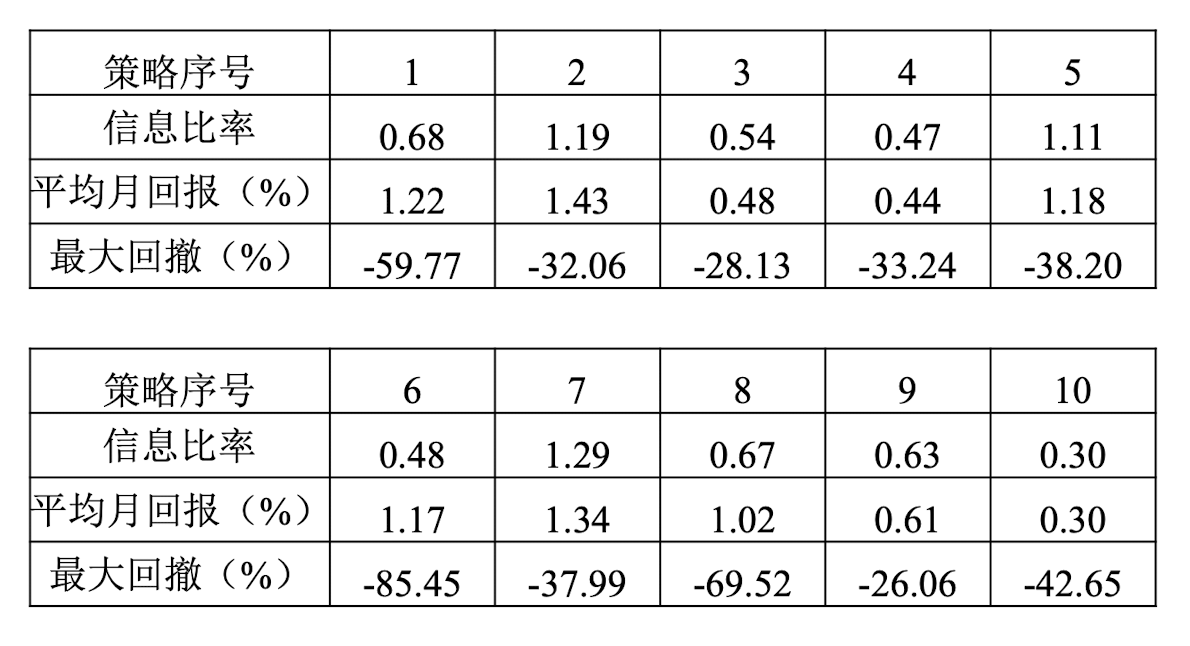 策略序号 1 2 3 4 5
信息比率 0.68 1.19 0.54 0.47 1.11
平均月回报（%） 1.22 1.43 0.48 0.44 1.18
最大回撤（%） -59.77 -32.06 -28.13 -33.24 -38.20
策略序号 6 7 8 9 10
信息比率 0.48 1.29 0.67 0.63 0.30
平均月回报（%） 1.17 1.34 1.02 0.61 0.30
最大回撤（%） -85.45 -37.99 -69.52 -26.06 -42.65